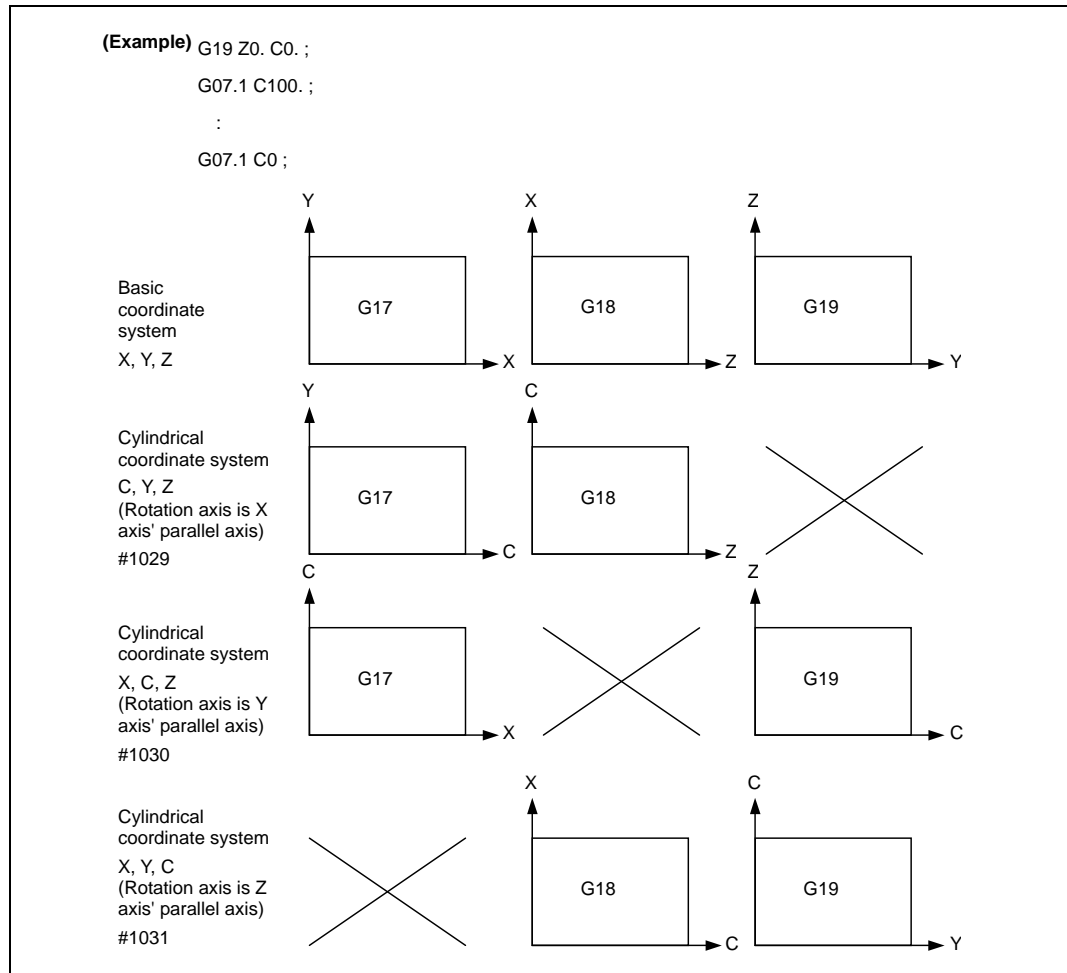 (Example) G19 Z0. C0. ;
G07.1 C100. ;
:
G07.1 C0 ;
Y
X
Z
Basic
coordinate
system
X, Y, Z
G17
G18
G19
X
Z
Y
Y
C
Cylindrical
coordinate system
C, Y, Z
(Rotation axis is X
axis' parallel axis)
#1029
G17
G18
C
Z
C
Z
Cylindrical
coordinate system
X, C, Z
(Rotation axis is Y
axis' parallel axis)
#1030
G17
G19
X
C
X
C
Cylindrical
coordinate system
X, Y, C
(Rotation axis is Z
axis' parallel axis)
#1031
G18
G19
C
Y